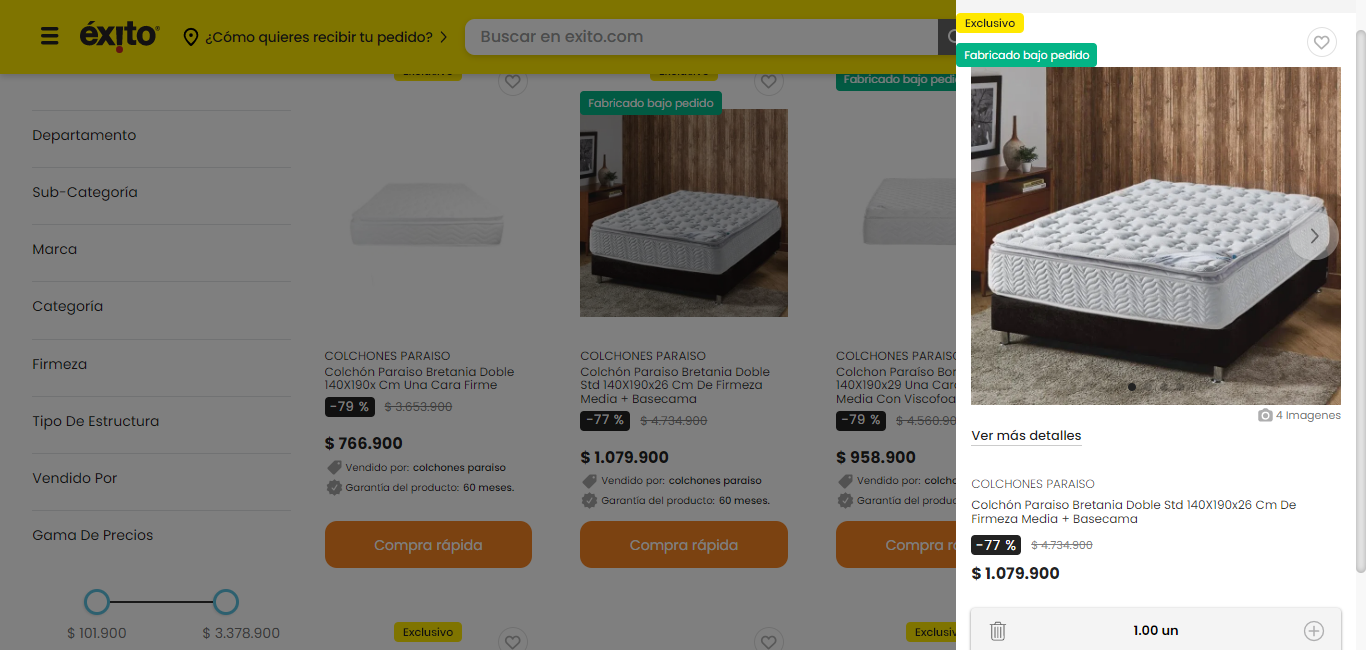 éxito
¿Cómo quieres recibir tu pedido?
Buscar en exito.com
Departamento
Sub-Categoría
Marca
Categoría
Firmeza
Tipo De Estructura
Vendido Por
Gama De Precios
$ 101.900
$ 3.378.900
Exclusivo
COLCHONES PARAISO
Colchón Paraiso Bretania Doble
140X190x Cm Una Cara Firme
-79 %
$ 3.653.900
$ 766.900
Vendido por: colchones paraiso
Garantía del producto: 60 meses.
Compra rápida
Exclusivo
Exclusivo
Fabricado bajo pedido
COLCHONES PARAISO
Colchón Paraiso Bretania Doble
Std 140X190x26 Cm De Firmeza
Media + Basecama
-77 %
$ 4.734.900
$ 1.079.900
Vendido por: colchones paraiso
Garantía del producto: 60 meses.
Compra rápida
Fabricado bajo pedi
COLCHONES PARAISO
Colchon Paraiso Bor
140X190x29 Una Cara
Media Con Viscofoa
-79 %
$ 4.560.90
$ 958.900
Vendido por: colcho
Garantía del produc
Compra r
Exclusiv
Exclusivo
Fabricado bajo pedido
4 Imagenes
Ver más detalles
COLCHONES PARAISO
Colchón Paraiso Bretania Doble Std 140X190x26 Cm De
Firmeza Media + Basecama
-77 %
$ 4.734.900
$ 1.079.900
1.00 un